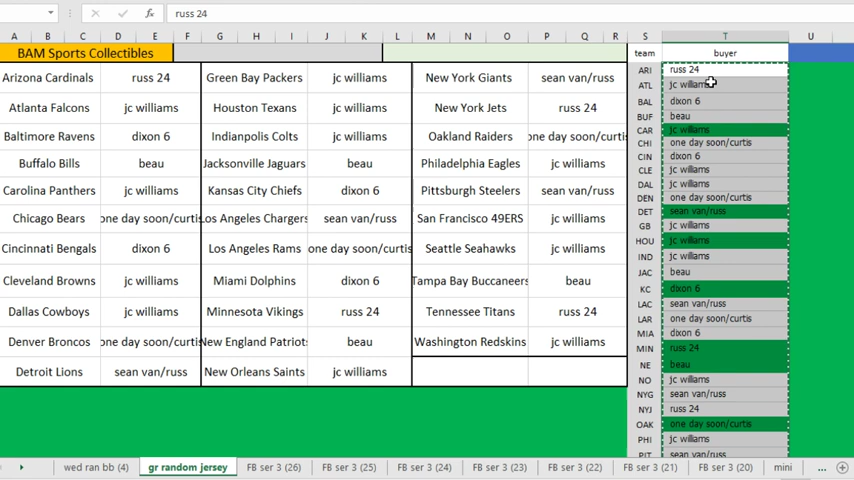 russ 24
A B C D E F G H I J K L M N O P Q R S T U
BAM Sports Collectibles team buyer
Arizona Cardinals russ 24 Green Bay Packers jc williams New York Giants sean van/russ ARI russ 24
Atlanta Falcons jc williams Houston Texans jc williams New York Jets russ 24 ATL jc williams
Baltimore Ravens dixon 6 Indianpolis Colts jc williams Oakland Raiders one day soon/curtis BAL dixon 6
Buffalo Bills beau Jacksonville Jaguars beau Philadelphia Eagles jc williams BUF beau
Carolina Panthers jc williams Kansas City Chiefs dixon 6 Pittsburgh Steelers sean van/russ CAR jc williams
Chicago Bears one day soon/curtis Los Angeles Chargers sean van/russ San Francisco 49ERS jc williams CHI one day soon/curtis
Cincinnati Bengals dixon 6 Los Angeles Rams one day soon/curtis Seattle Seahawks jc williams CIN dixon 6
Cleveland Browns jc williams Miami Dolphins dixon 6 Tampa Bay Buccaneers beau CLE jc williams
Dallas Cowboys jc williams Minnesota Vikings russ 24 Tennessee Titans russ 24 DAL jc williams
Denver Broncos one day soon/curtis New England Patriots beau Washington Redskins jc williams DEN one day soon/curtis
Detroit Lions sean van/russ New Orleans Saints jc williams DET sean van/russ
GB jc williams
HOU jc williams
IND jc williams
JAC beau
KC dixon 6
LAC sean van/russ
LAR one day soon/curtis
MIA dixon 6
MIN russ 24
NE beau
NO jc williams
NYG sean van/russ
NYJ russ 24
OAK one day soon/curtis
PHI jc williams
PIT sean van/russ
wed ran bb (4) gr random jersey FB ser 3 (26) FB ser 3 (25) FB ser 3 (24) FB ser 3 (23) FB ser 3 (22) FB ser 3 (21) FB ser 3 (20) mini ...